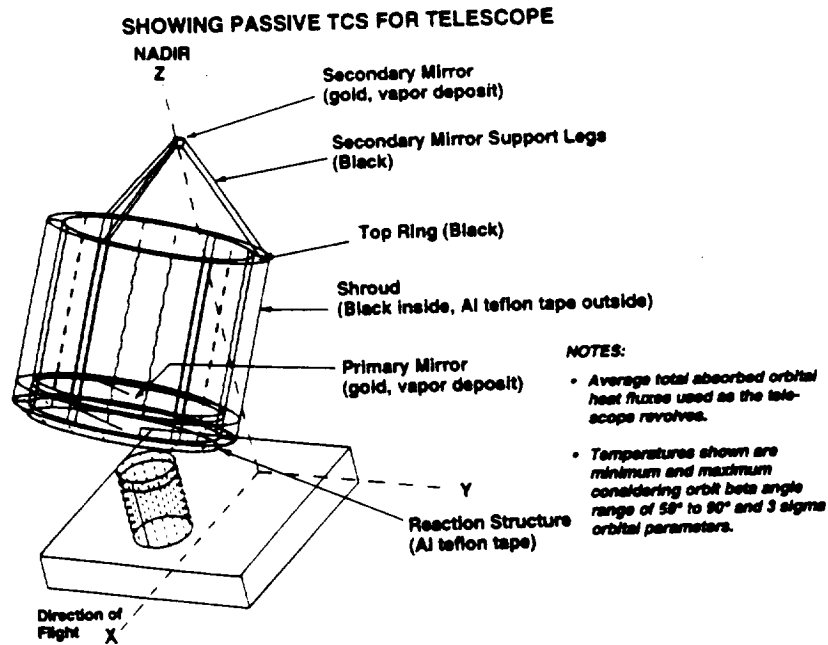 SHOWING PASSIVE TCS FOR TELESCOPE
NADIR
Z
Secondary Mirror
(gold, vapor deposit)
Secondary Mirror Support Legs
(Black)
Top Ring (Black)
Shroud
(Black inside, Al teflon tape outside)
Primary Mirror
(gold, vapor deposit)
NOTES:
• Average total absorbed orbital
heat fluxes used as the tele-
scope revolves.
• Temperatures shown are
minimum and maximum
considering orbit beta angle
range of 58° to 90° and 3 sigma
orbital parameters.
Y
Reaction Structure
(Al teflon tape)
Direction of
Flight
X